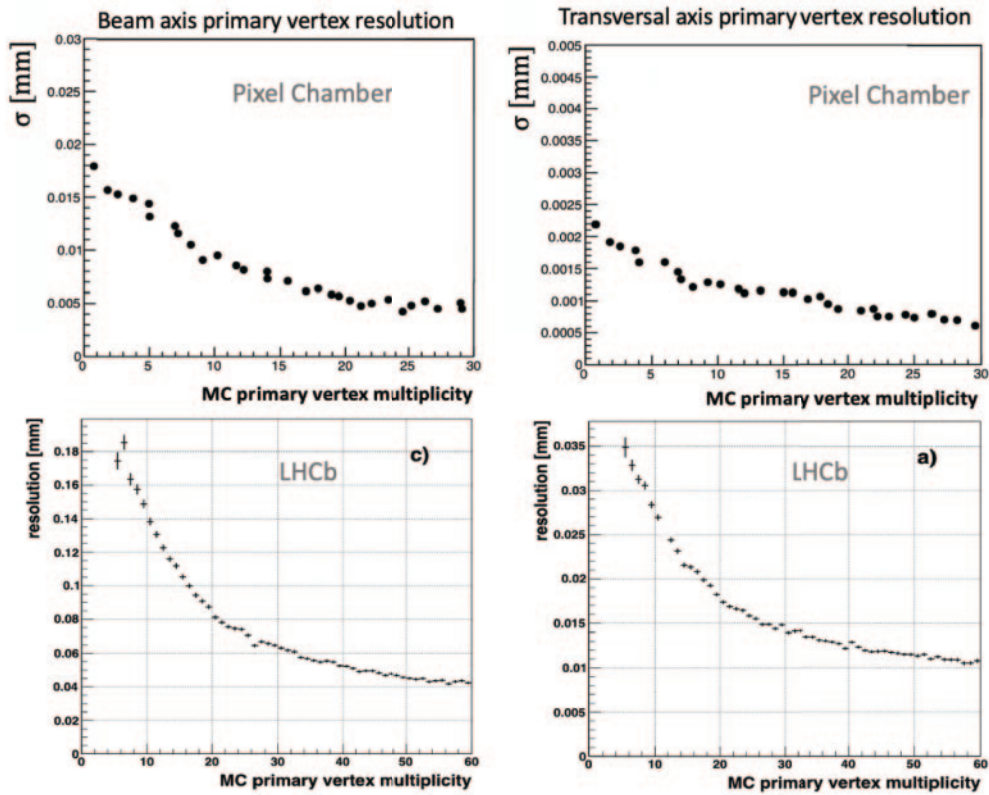 Beam axis primary vertex resolution
σ [mm]
0.03
0.025
0.02
0.015
0.01
0.005
0
Pixel Chamber
0 5 10 15 20 25 30
MC primary vertex multiplicity
Transversal axis primary vertex resolution
σ [mm]
0.005
0.0045
0.004
0.0035
0.003
0.0025
0.002
0.0015
0.001
0.0005
0
Pixel Chamber
0 5 10 15 20 25 30
MC primary vertex multiplicity
resolution [mm]
0.18
0.16
0.14
0.12
0.1
0.08
0.06
0.04
0.02
0
LHCb
c)
0 10 20 30 40 50 60
MC primary vertex multiplicity
resolution [mm]
0.035
0.03
0.025
0.02
0.015
0.01
0.005
0
LHCb
a)
0 10 20 30 40 50 60
MC primary vertex multiplicity